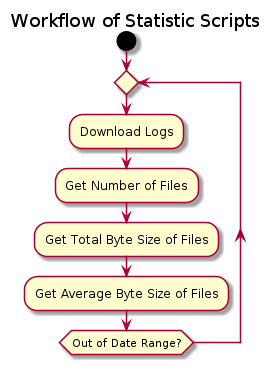 Workflow of Statistic Scripts
Download Logs
Get Number of Files
Get Total Byte Size of Files
Get Average Byte Size of Files
Out of Date Range?